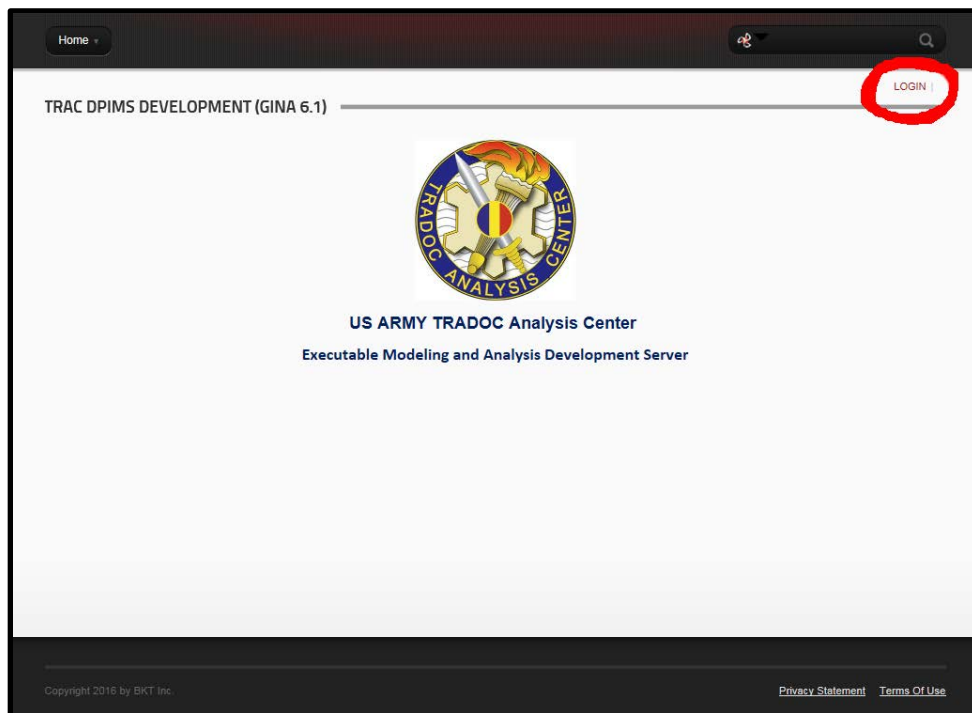 Home
LOGIN |
TRAC DPIMS DEVELOPMENT (GINA 6.1)
TRADOC ANALYSIS CENTER
US ARMY TRADOC Analysis Center
Executable Modeling and Analysis Development Server
Copyright 2016 by BKT Inc.
Privacy Statement Terms Of Use